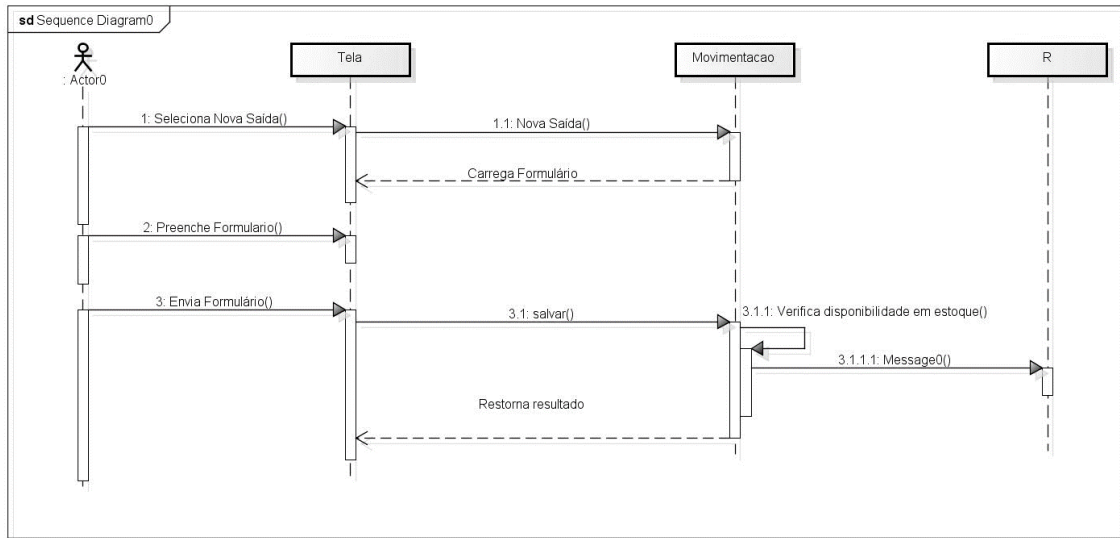 sd Sequence Diagram0
: Actor0
Tela
Movimentacao
R
1: Seleciona Nova Saída()
1.1: Nova Saída()
Carrega Formulário
2: Preenche Formulario()
3: Envia Formulário()
3.1: salvar()
3.1.1: Verifica disponibilidade em estoque()
3.1.1.1: Message0()
Restorna resultado